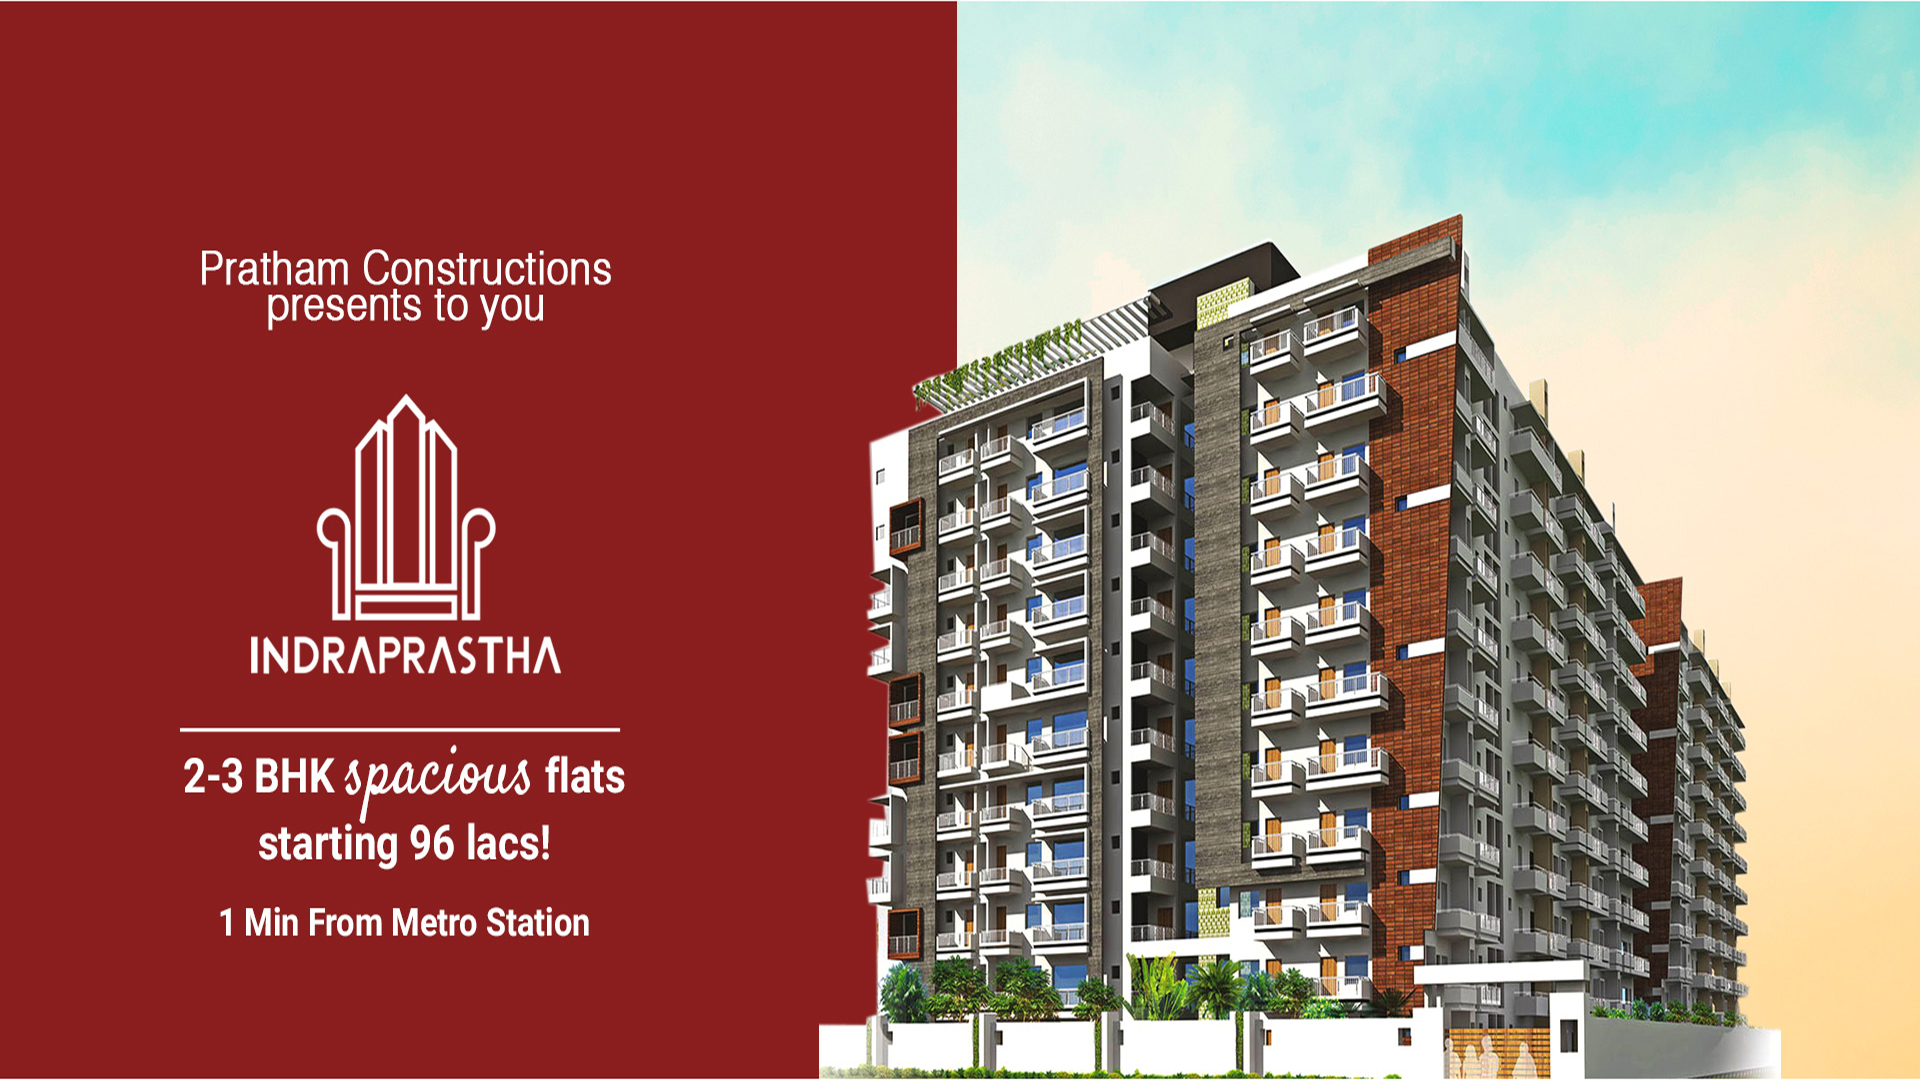 Pratham Constructions
presents to you
INDRAPRASTHA
2-3 BHK spacious flats
starting 96 lacs!
1 Min From Metro Station